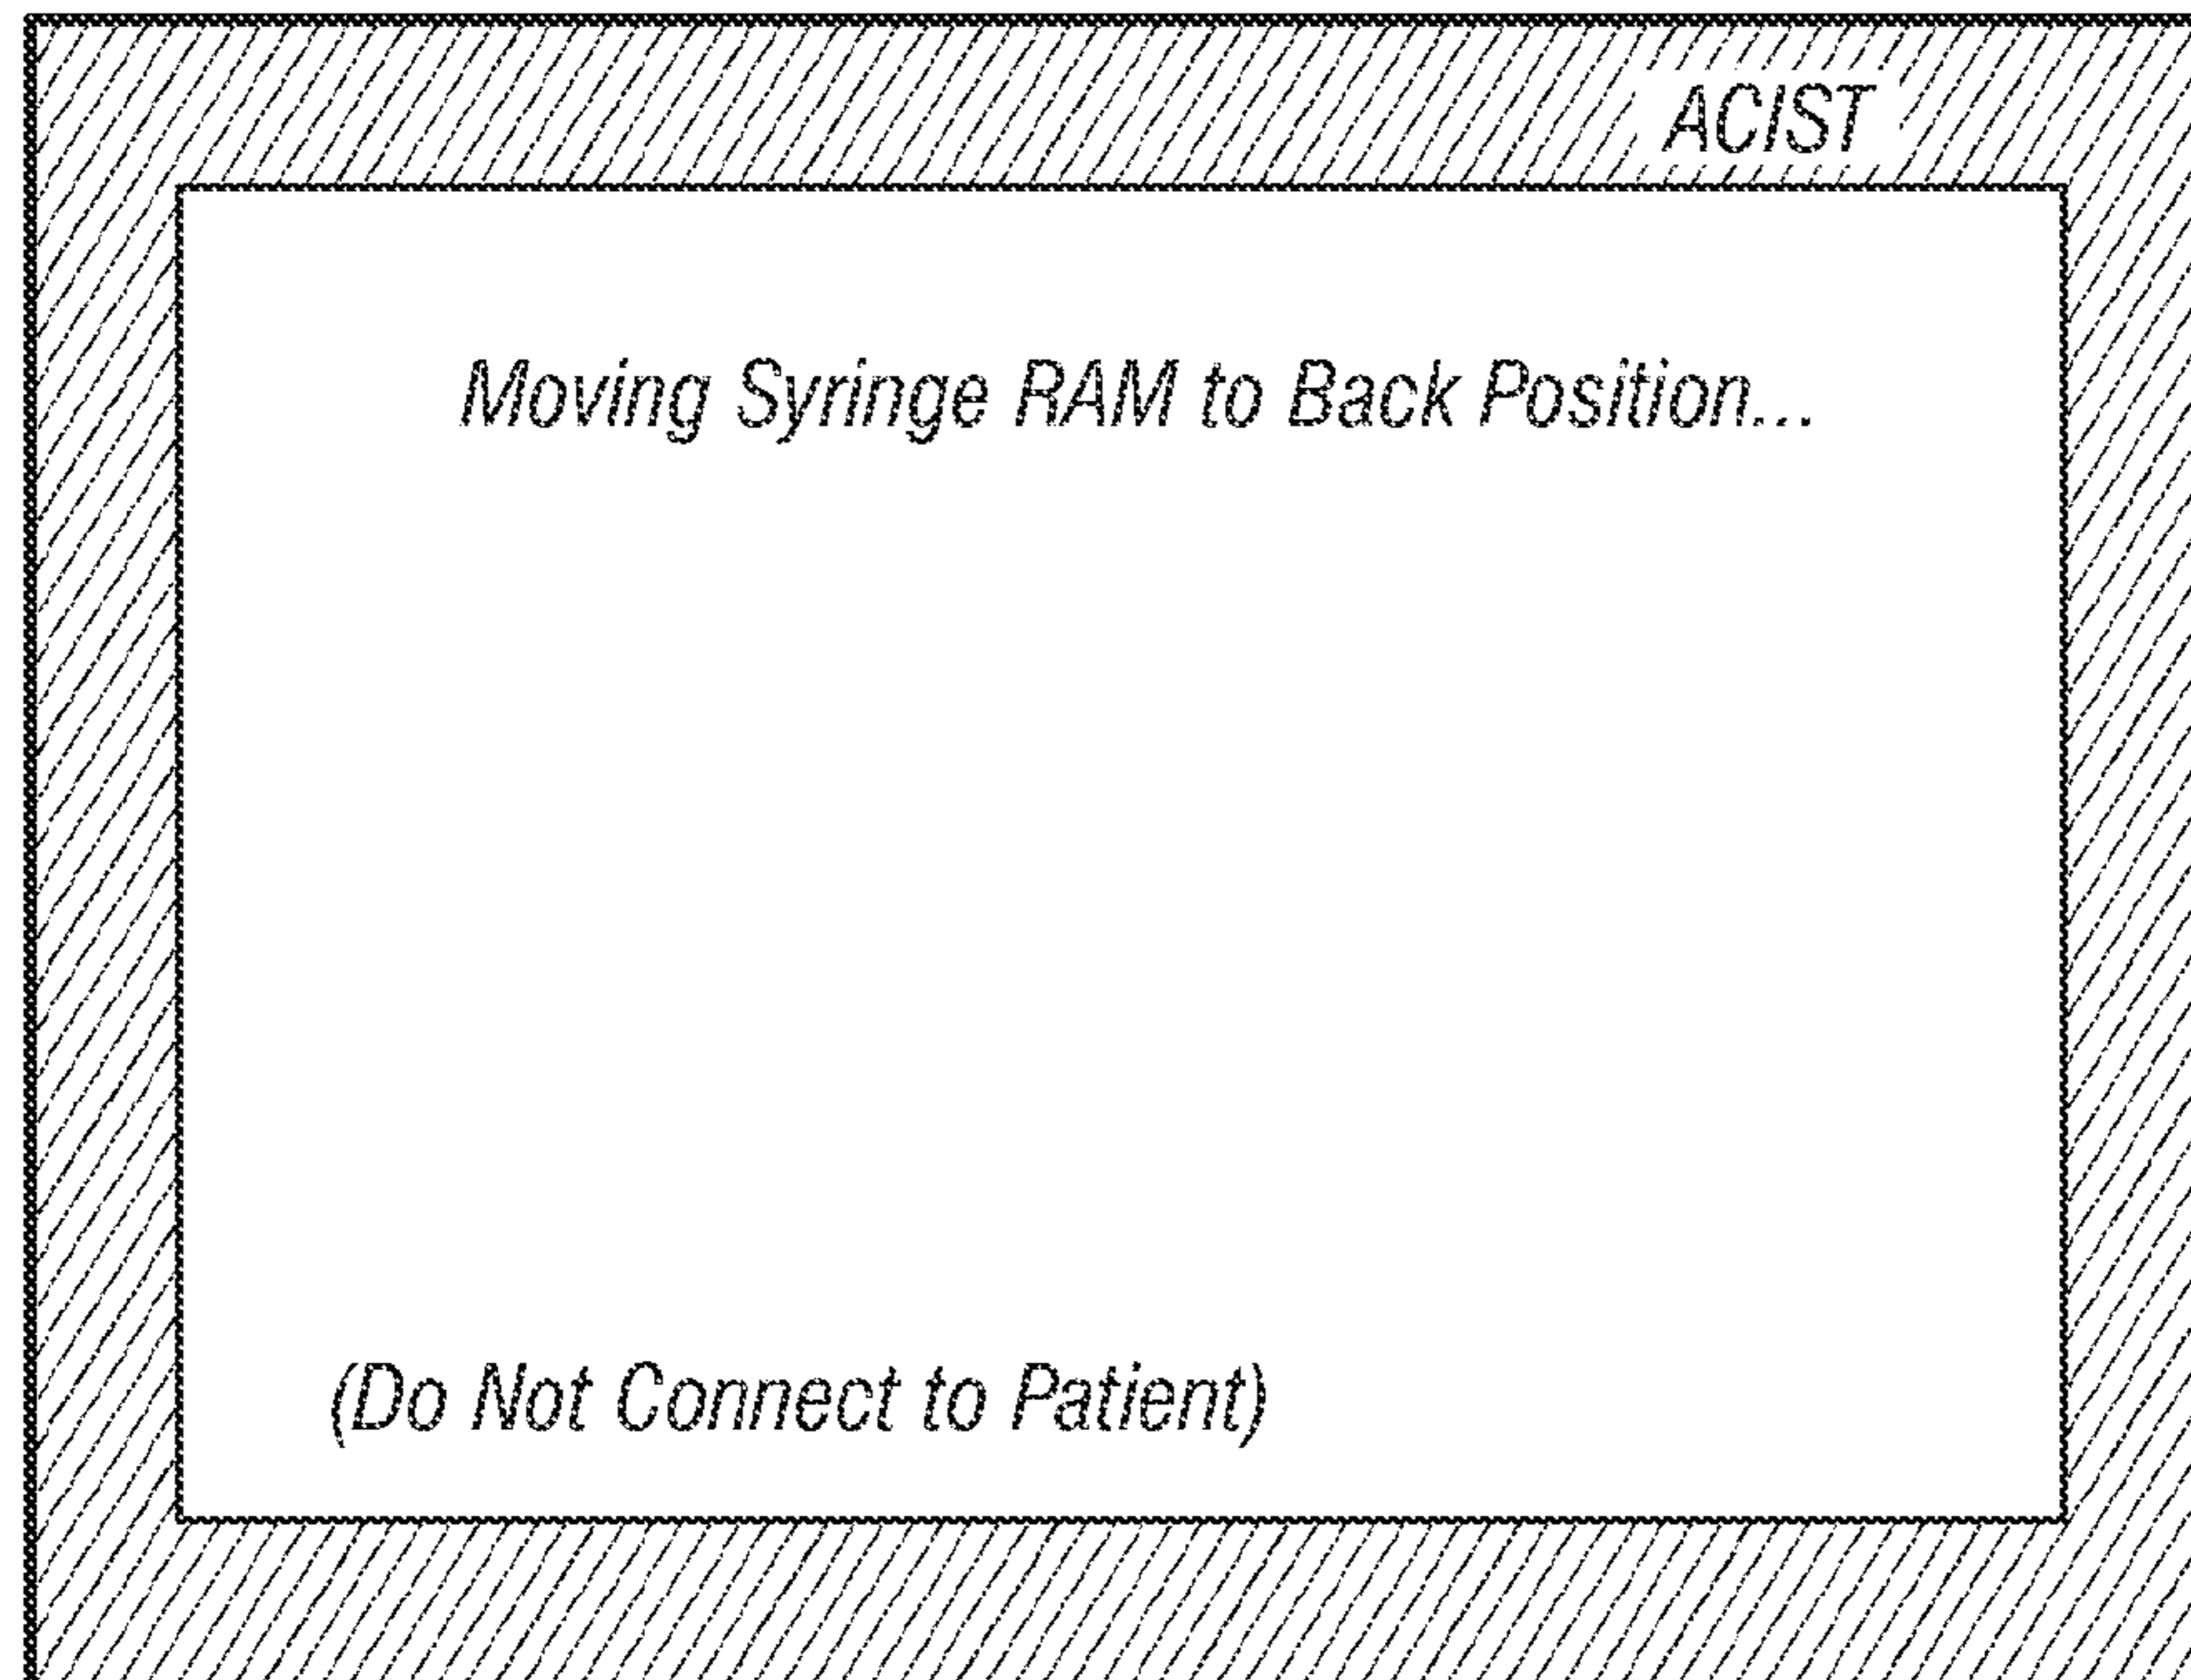 ACIST
Moving Syringe RAM to Back Position...
(Do Not Connect to Patient)